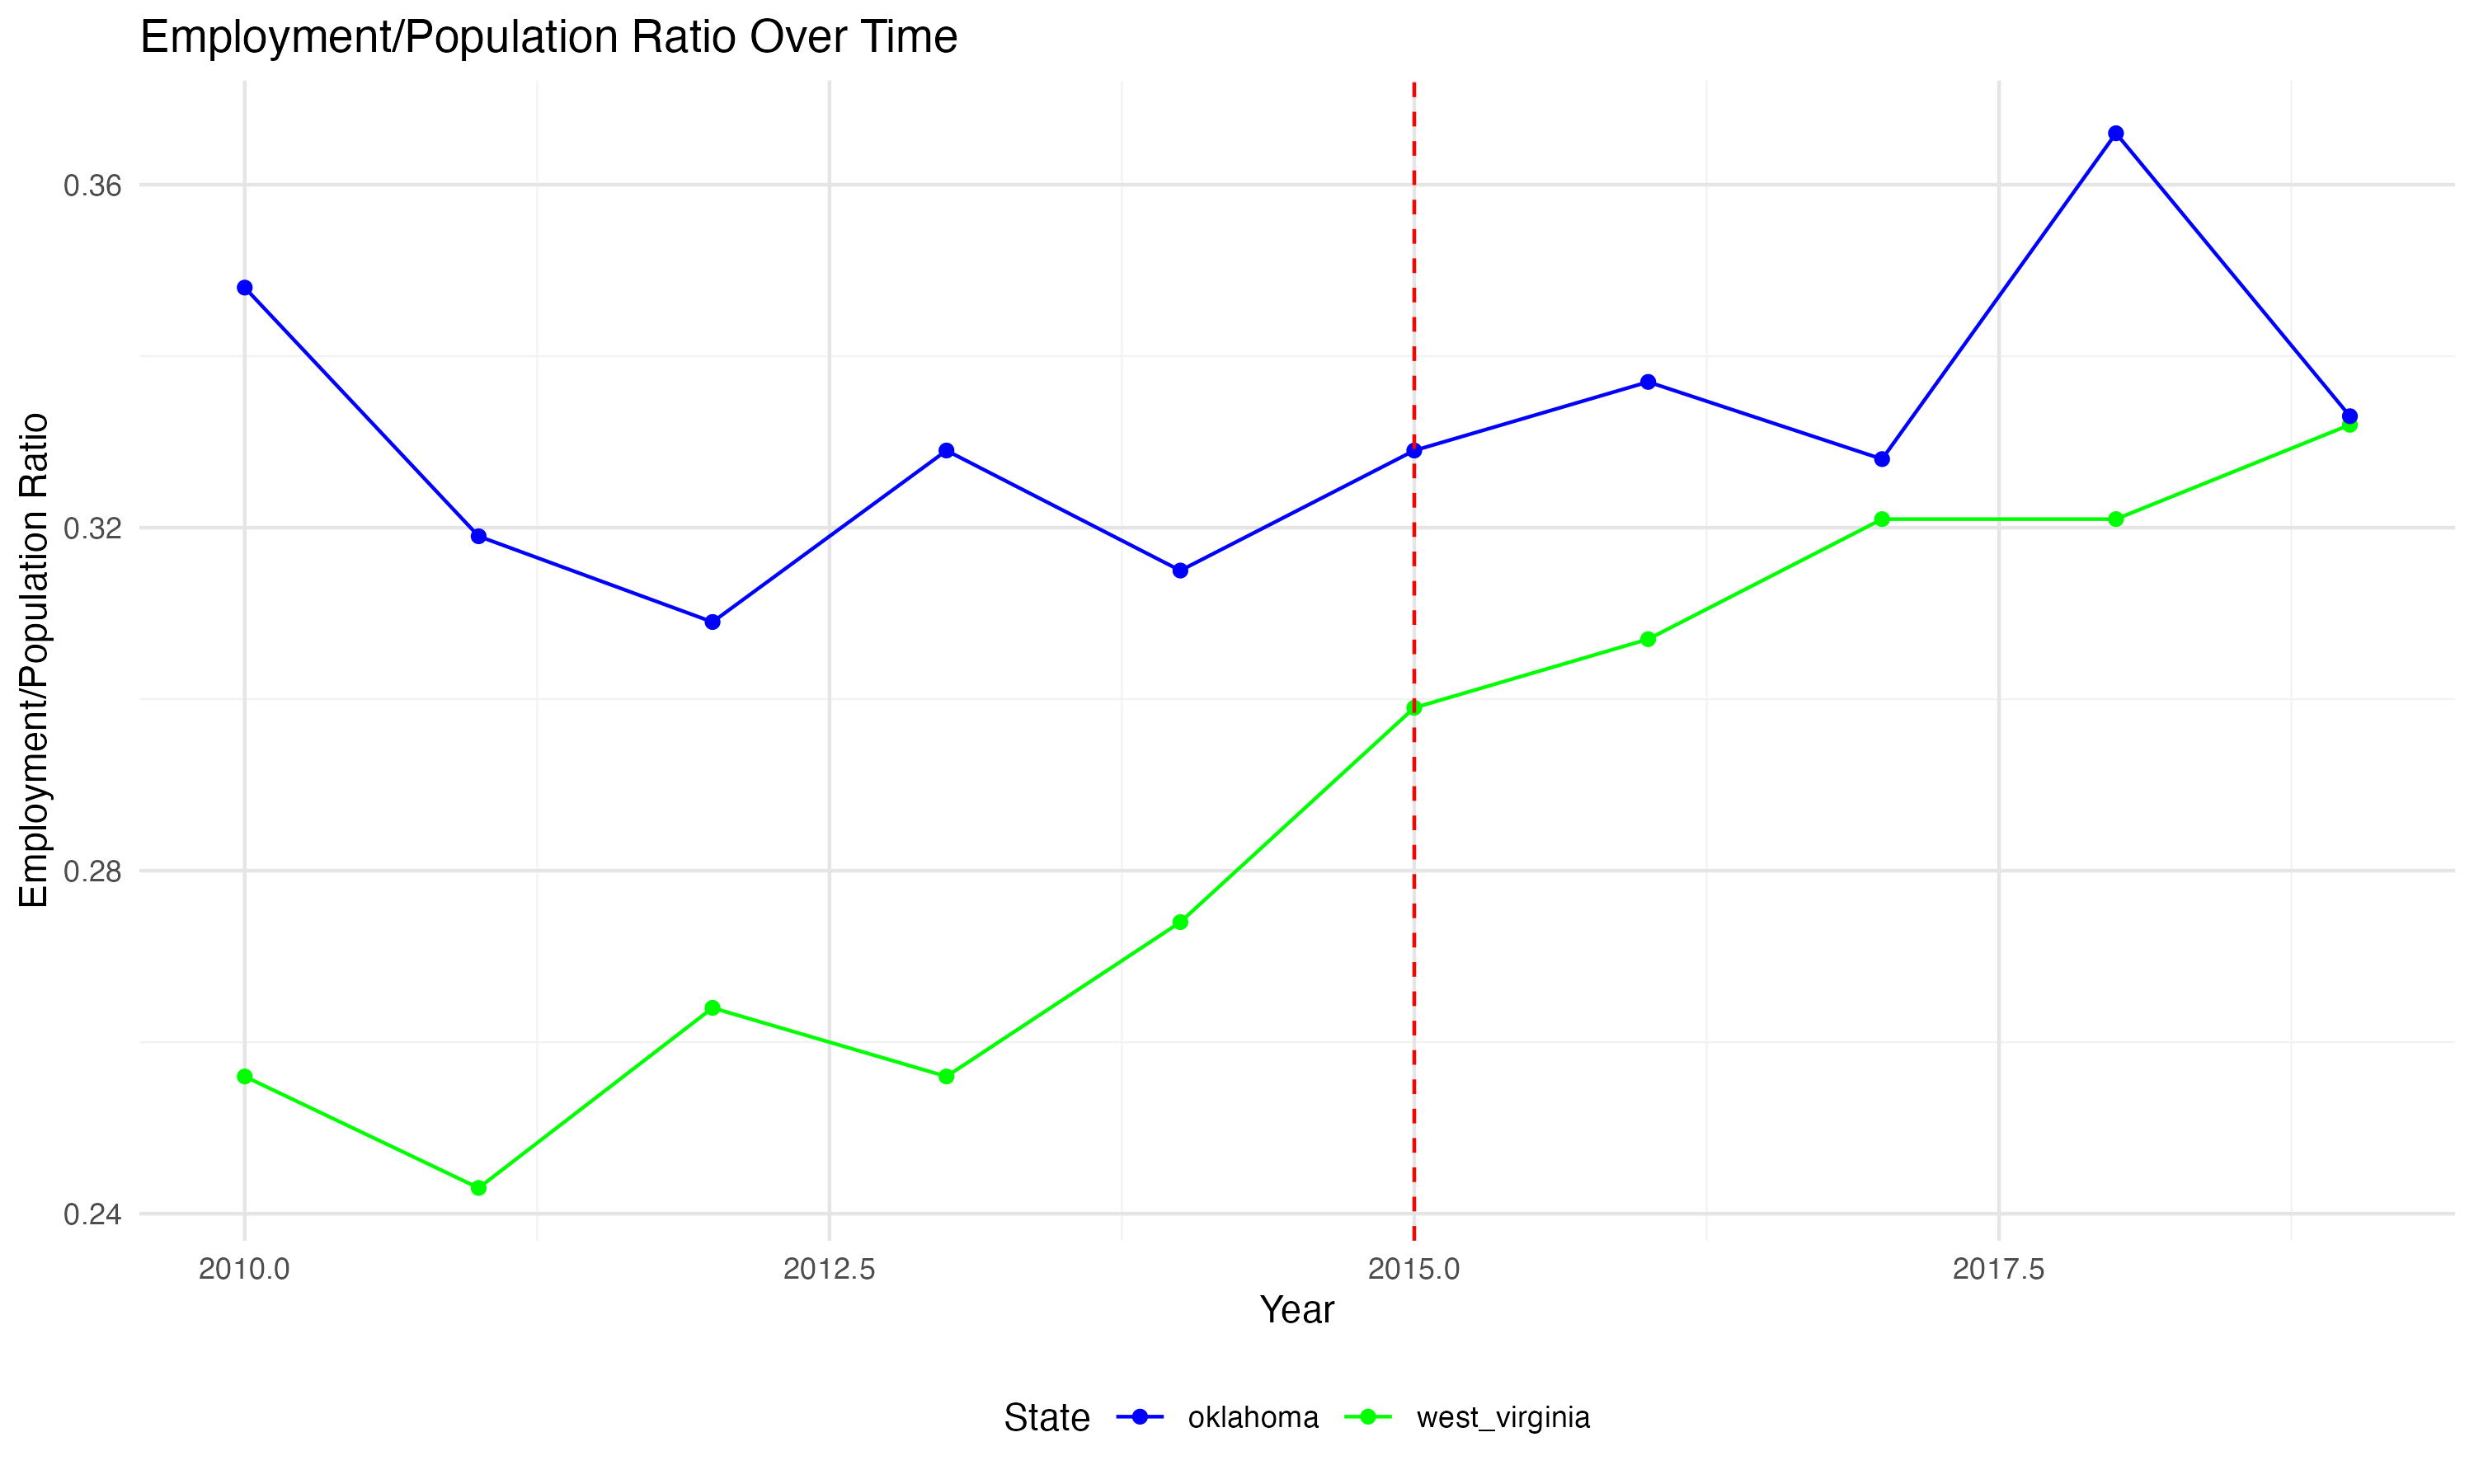 Employment/Population Ratio Over Time
Employment/Population Ratio
0.36
0.32
0.28
0.24
2010.0 2012.5 2015.0 2017.5
Year
State oklahoma west_virginia